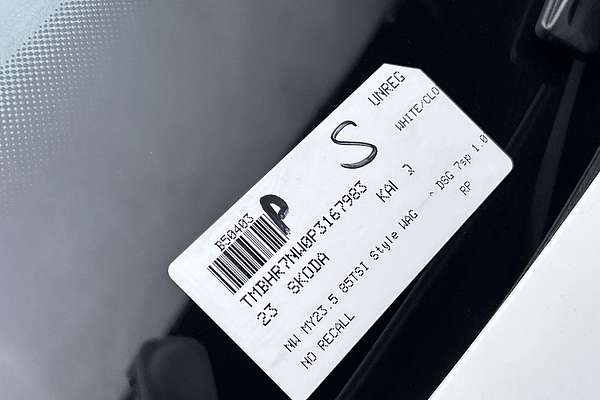 UNREG
WHITE/CLO
S
B50403
P
TMBHR7NW0P3167983
KAI
23 SKODA
NW MY23.5 85TSI Style WAG ^ DSG 7sp 1.0
RP
NO RECALL